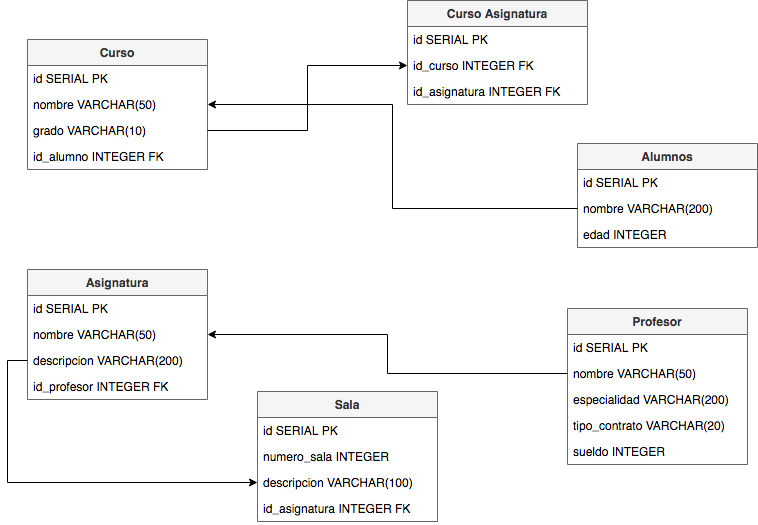 Curso Asignatura
id SERIAL PK
id_curso INTEGER FK
id_asignatura INTEGER FK
Curso
id SERIAL PK
nombre VARCHAR(50)
grado VARCHAR(10)
id_alumno INTEGER FK
Alumnos
id SERIAL PK
nombre VARCHAR(200)
edad INTEGER
Asignatura
id SERIAL PK
nombre VARCHAR(50)
descripcion VARCHAR(200)
id_profesor INTEGER FK
Profesor
id SERIAL PK
nombre VARCHAR(50)
especialidad VARCHAR(200)
tipo_contrato VARCHAR(20)
sueldo INTEGER
Sala
id SERIAL PK
numero_sala INTEGER
descripcion VARCHAR(100)
id_asignatura INTEGER FK